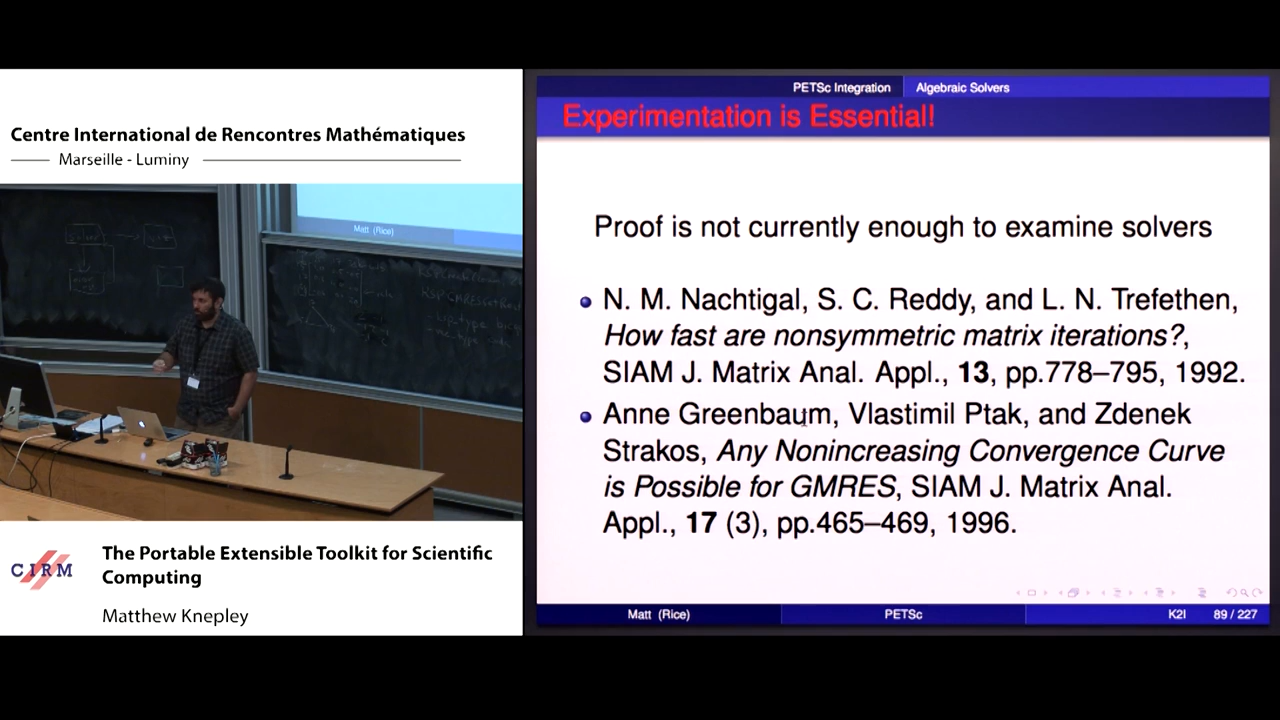 Centre International de Rencontres Mathématiques
Marseille - Luminy
Matt (Rice)
CIRM
The Portable Extensible Toolkit for Scientific
Computing
Matthew Knepley
PETSc Integration
Algebraic Solvers
Experimentation is Essential!
Proof is not currently enough to examine solvers
N. M. Nachtigal, S. C. Reddy, and L. N. Trefethen,
How fast are nonsymmetric matrix iterations?,
SIAM J. Matrix Anal. Appl., 13, pp.778–795, 1992.
Anne Greenbaum, Vlastimil Ptak, and Zdenek
Strakos, Any Nonincreasing Convergence Curve
is Possible for GMRES, SIAM J. Matrix Anal.
Appl., 17 (3), pp.465–469, 1996.
Matt (Rice)
PETSc
K2I
89 / 227